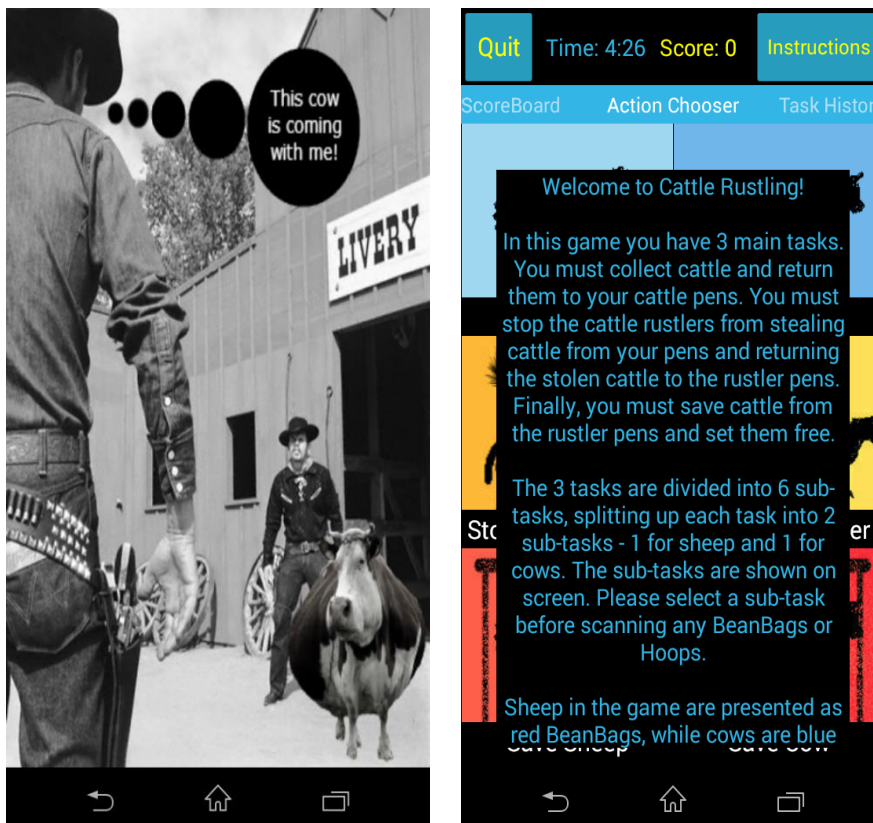 This cow
is coming
with me!
LIVERY
Quit
Time: 4:26
Score: 0
Instructions
ScoreBoard
Action Chooser
Task Histor
Welcome to Cattle Rustling!
In this game you have 3 main tasks.
You must collect cattle and return
them to your cattle pens. You must
stop the cattle rustlers from stealing
cattle from your pens and returning
the stolen cattle to the rustler pens.
Finally, you must save cattle from
the rustler pens and set them free.
The 3 tasks are divided into 6 sub-
tasks, splitting up each task into 2
sub-tasks - 1 for sheep and 1 for
cows. The sub-tasks are shown on
screen. Please select a sub-task
before scanning any BeanBags or
Hoops.
Sheep in the game are presented as
red BeanBags, while cows are blue
Save Sheep
Save Cow